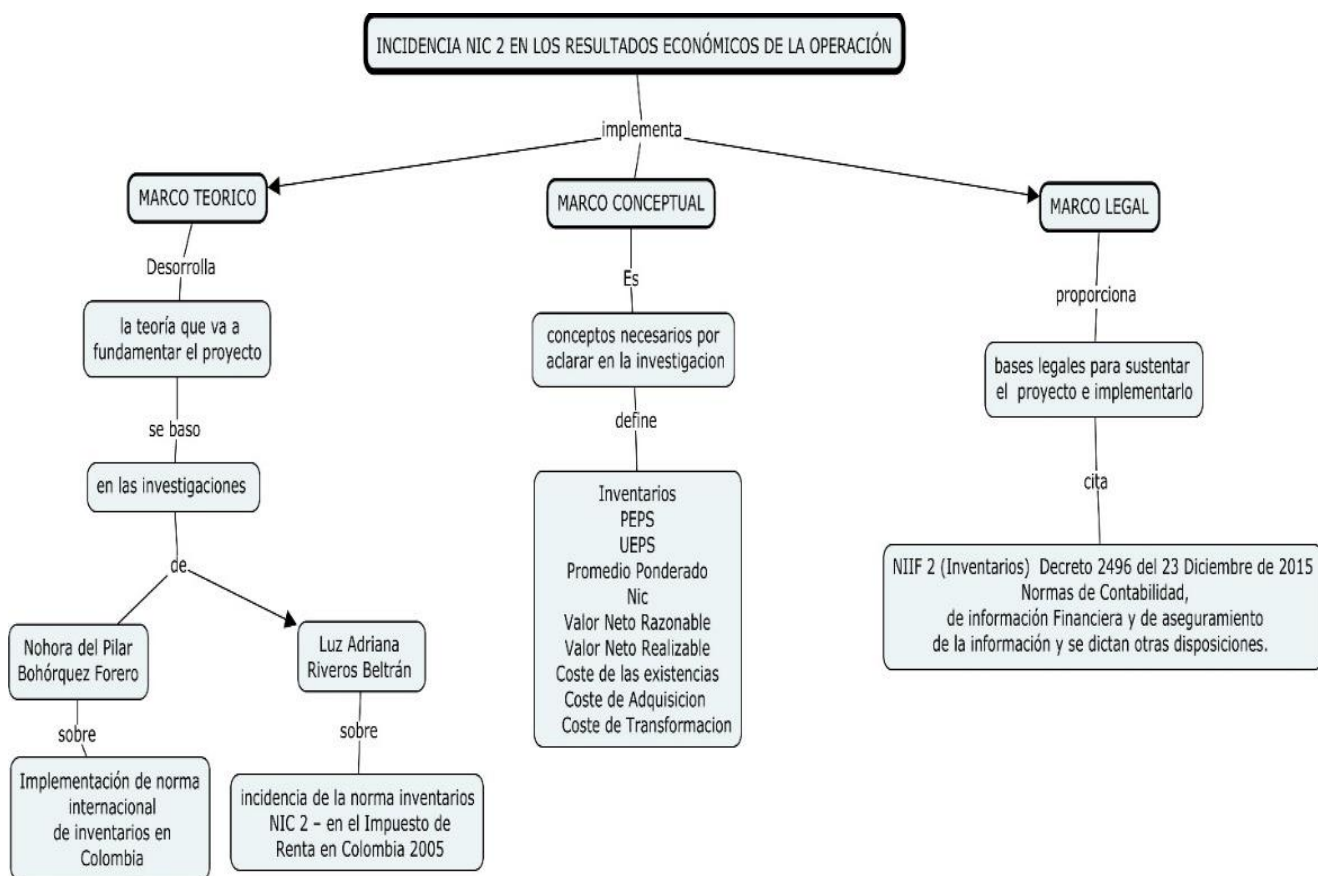 INCIDENCIA NIC 2 EN LOS RESULTADOS ECONÓMICOS DE LA OPERACIÓN
implementa
MARCO TEORICO
Desorrolla
la teoría que va a
fundamentar el proyecto
se baso
en las investigaciones
de
Nohora del Pilar
Bohórquez Forero
sobre
Implementación de norma
internacional
de inventarios en
Colombia
Luz Adriana
Riveros Beltrán
sobre
incidencia de la norma inventarios
NIC 2 – en el Impuesto de
Renta en Colombia 2005
MARCO CONCEPTUAL
Es
conceptos necesarios por
aclarar en la investigacion
define
Inventarios
PEPS
UEPS
Promedio Ponderado
Nic
Valor Neto Razonable
Valor Neto Realizable
Coste de las existencias
Coste de Adquisicion
Coste de Transformacion
MARCO LEGAL
proporciona
bases legales para sustentar
el proyecto e implementarlo
cita
NIIF 2 (Inventarios) Decreto 2496 del 23 Diciembre de 2015
Normas de Contabilidad,
de información Financiera y de aseguramiento
de la información y se dictan otras disposiciones.